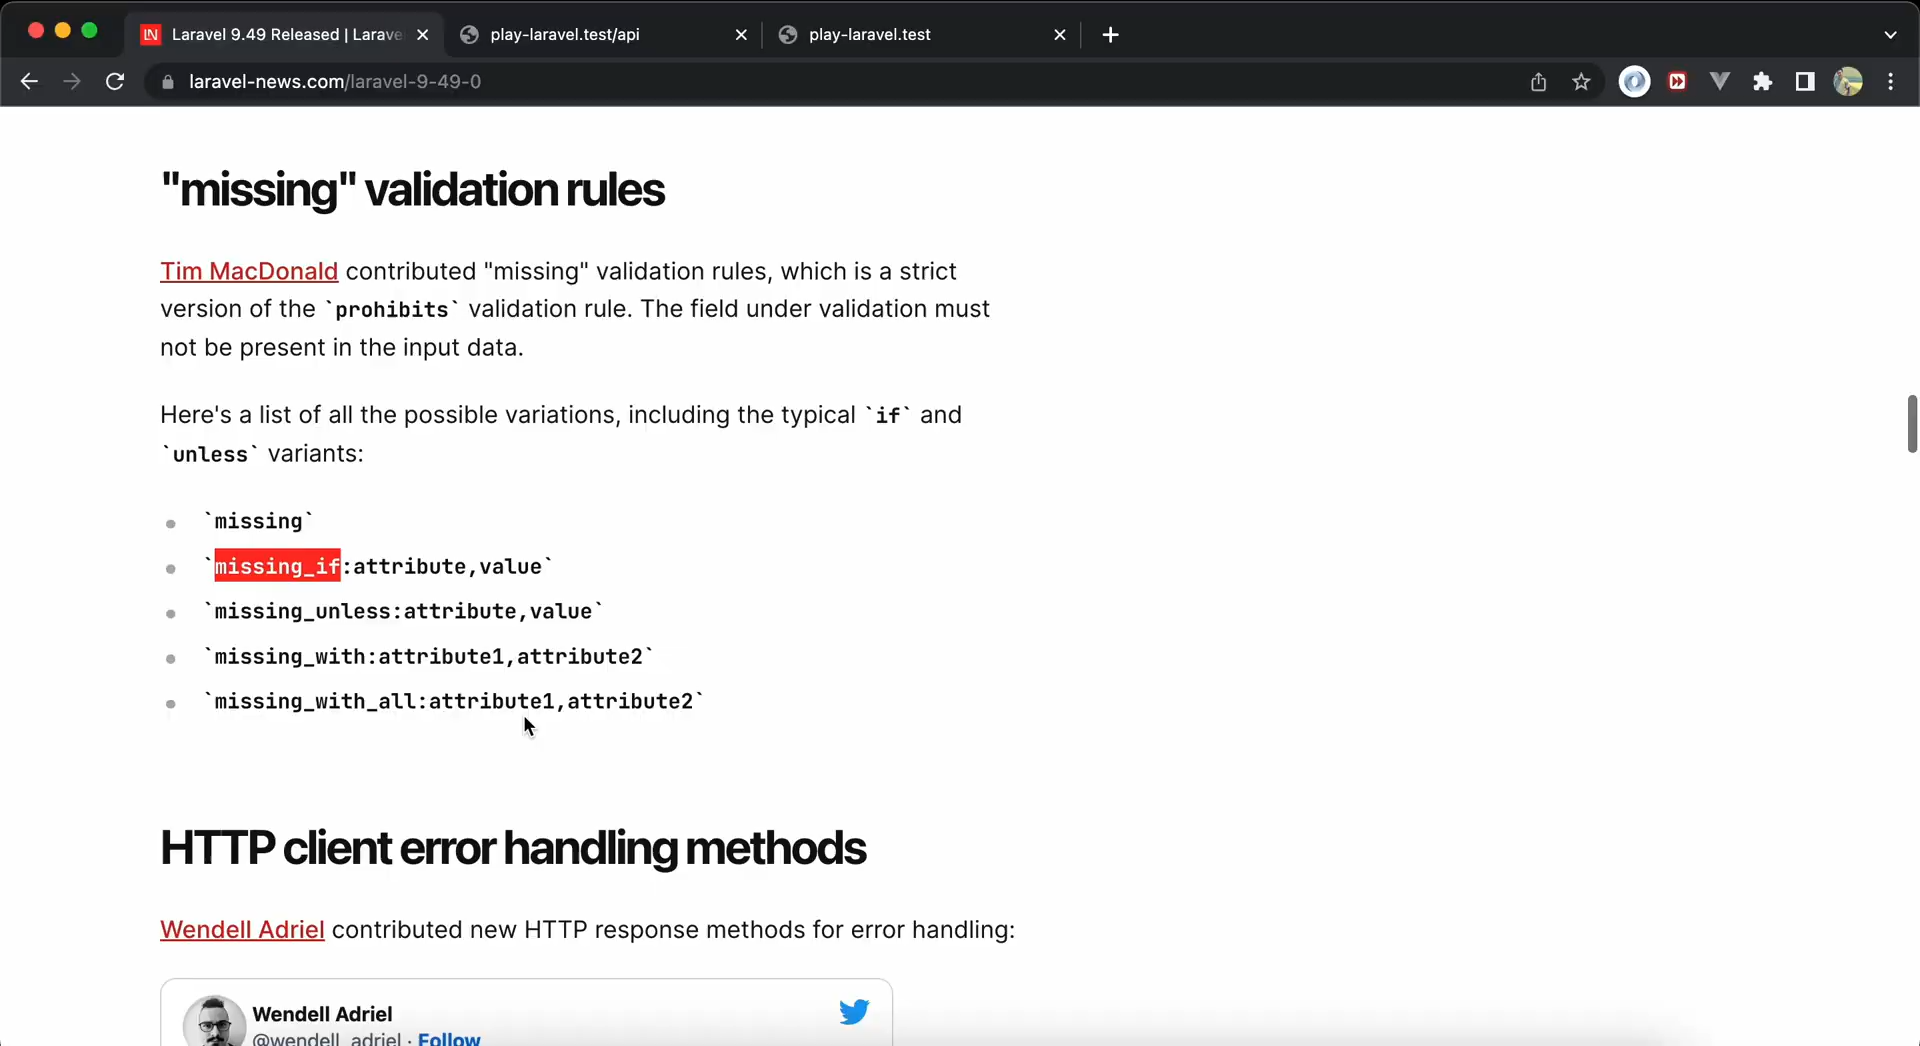 Laravel 9.49 Released | Larave
play-laravel.test/api
play-laravel.test
laravel-news.com/laravel-9-49-0
"missing" validation rules
Tim MacDonald contributed "missing" validation rules, which is a strict
version of the `prohibits` validation rule. The field under validation must
not be present in the input data.
Here's a list of all the possible variations, including the typical `if` and
`unless` variants:
`missing`
`missing_if:attribute,value`
`missing_unless:attribute,value`
`missing_with:attribute1,attribute2`
`missing_with_all:attribute1,attribute2`
HTTP client error handling methods
Wendell Adriel contributed new HTTP response methods for error handling:
Wendell Adriel
@wendell_adriel · Follow